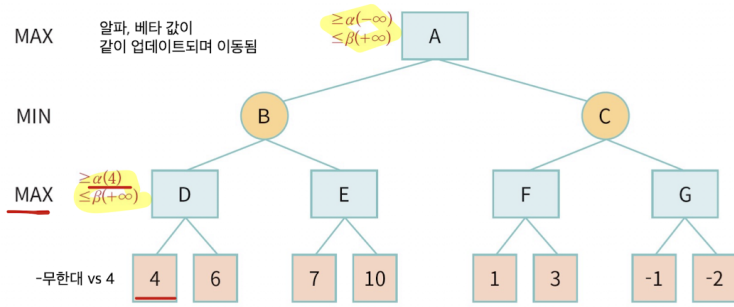 MAX
알파, 베타 값이
같이 업데이트되며 이동됨
≥α(−∞)
≤β(+∞)
A
MIN
B
C
MAX
≥α(4)
≤β(+∞)
D
E
F
G
-무한대 vs 4
4
6
7
10
1
3
-1
-2